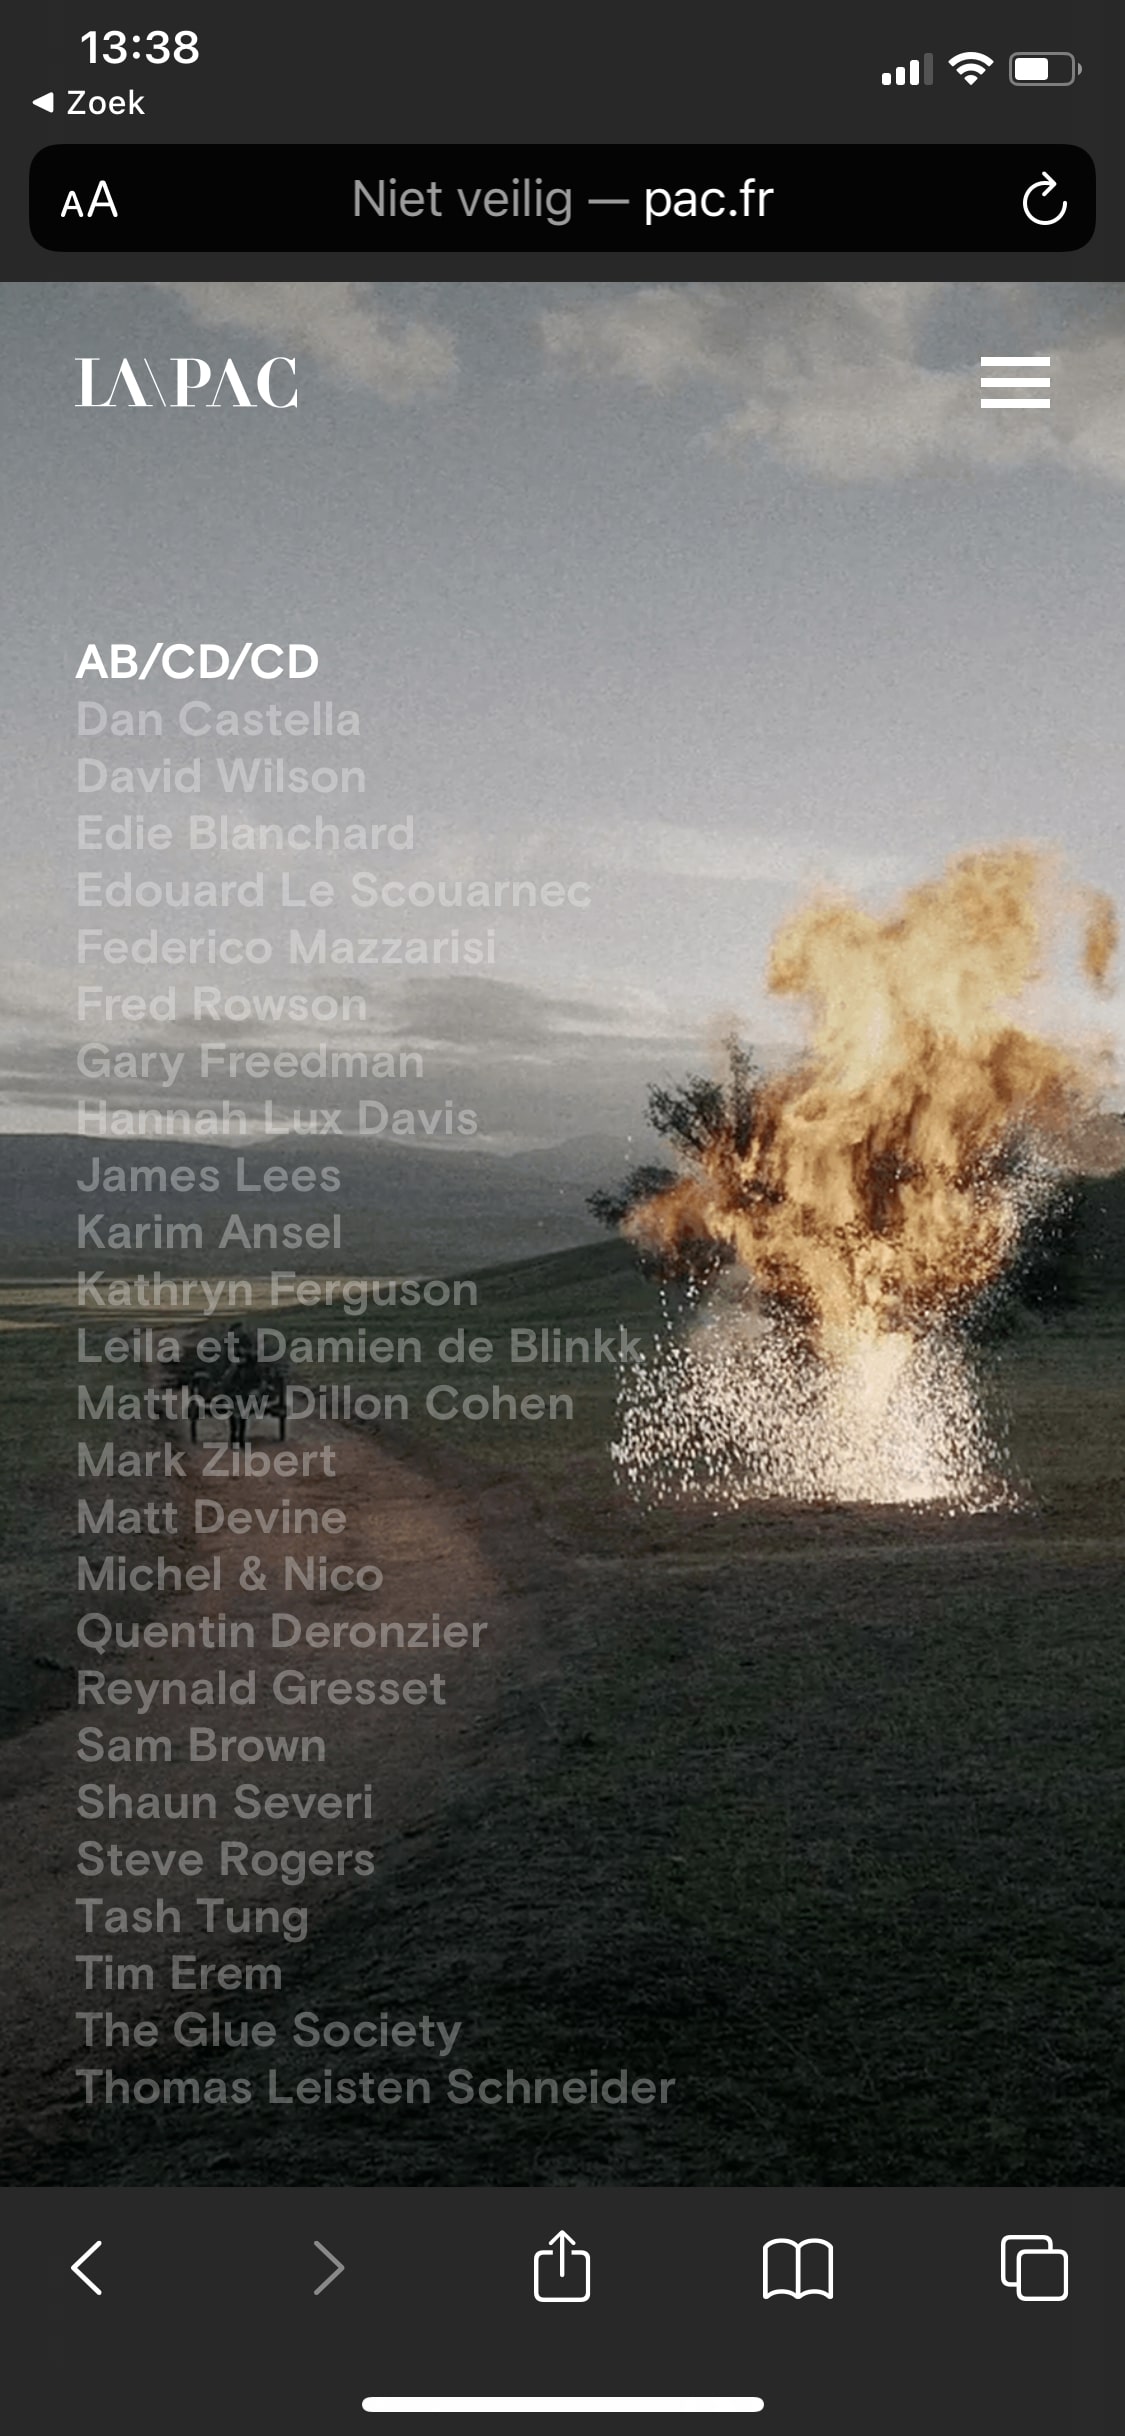 13:38
Zoek
AA
Niet veilig — pac.fr
LA\PAC
AB/CD/CD
Dan Castella
David Wilson
Edie Blanchard
Edouard Le Scouarnec
Federico Mazzarisi
Fred Rowson
Gary Freedman
Hannah Lux Davis
James Lees
Karim Ansel
Kathryn Ferguson
Leila et Damien de Blinkk
Matthew Dillon Cohen
Mark Zibert
Matt Devine
Michel & Nico
Quentin Deronzier
Reynald Gresset
Sam Brown
Shaun Severi
Steve Rogers
Tash Tung
Tim Erem
The Glue Society
Thomas Leisten Schneider